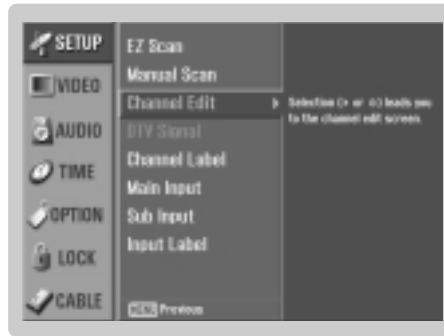 SETUP
VIDEO
AUDIO
TIME
OPTION
LOCK
CABLE
EZ Scan
Manual Scan
Channel Edit
DTV Signal
Channel Label
Main Input
Sub Input
Input Label
MENU Previous
Selection (▷ or ⊙) leads you
to the channel edit screen.